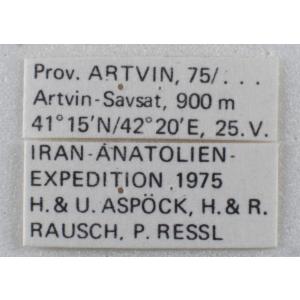 Prov. ARTVIN, 75/. . .
Artvin-Savsat, 900 m
41°15'N/42°20'E, 25.V.
IRAN-ANATOLIEN-
EXPEDITION 1975
H. & U. ASPÖCK, H. & R.
RAUSCH, P. RESSL